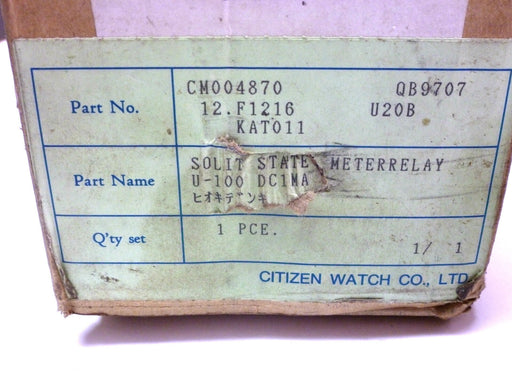 Part No. CM004870 QB9707
12.F1216 U20B
KAT011
Part Name SOLIT STATE METERRELAY
U-100 DC1MA
ヒオキデンキ
Q'ty set 1 PCE. 1/ 1
CITIZEN WATCH CO., LTD.